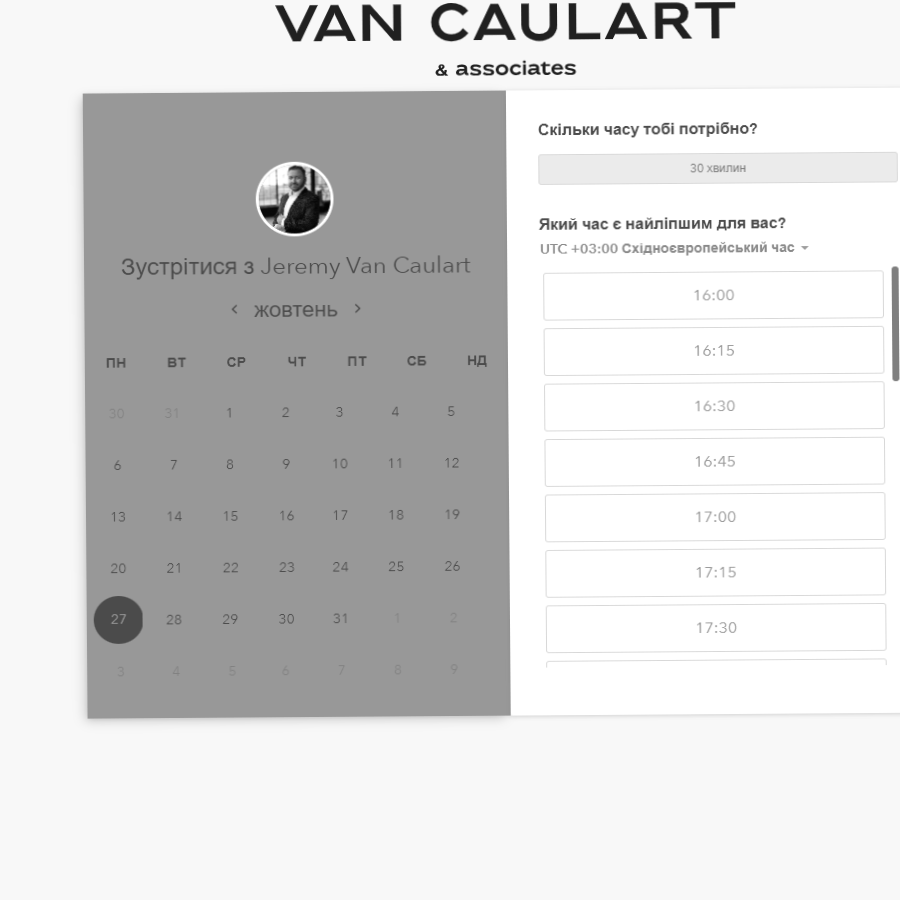 VAN CAULART
& associates
Зустрітися з Jeremy Van Caulart
жовтень
ПН ВТ СР ЧТ ПТ СБ НД
30 31 1 2 3 4 5
6 7 8 9 10 11 12
13 14 15 16 17 18 19
20 21 22 23 24 25 26
27 28 29 30 31 1 2
3 4 5 6 7 8 9
Скільки часу тобі потрібно?
30 хвилин
Який час є найліпшим для вас?
UTC +03:00 Східноєвропейський час
16:00
16:15
16:30
16:45
17:00
17:15
17:30